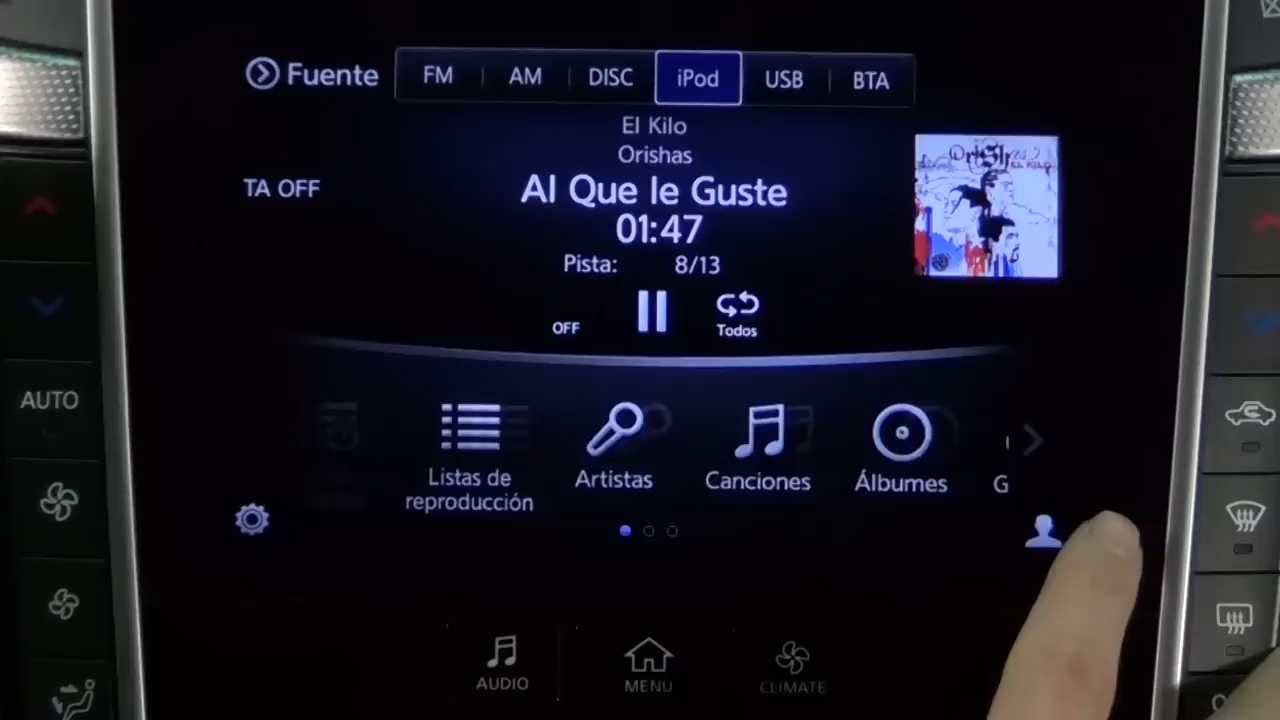 Fuente
FM
AM
DISC
iPod
USB
BTA
El Kilo
Orishas
TA OFF
Al Que le Guste
01:47
Pista: 8/13
OFF
Todos
AUTO
Listas de
reproducción
Artistas
Canciones
Álbumes
G
AUDIO
MENU
CLIMATE